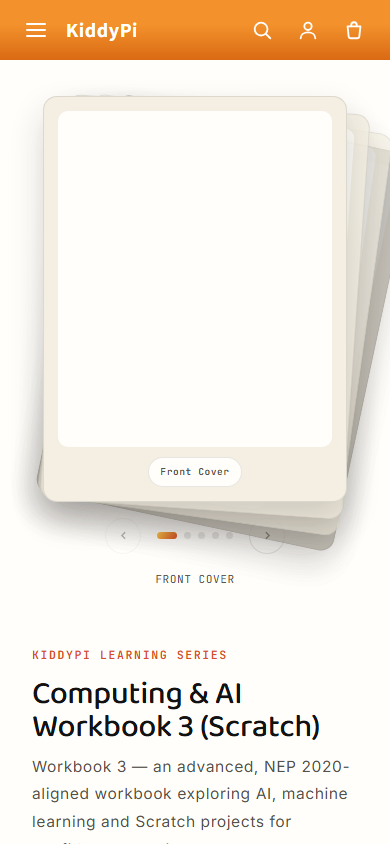 KiddyPi
Front Cover
FRONT COVER
KIDDYPI LEARNING SERIES
Computing & AI
Workbook 3 (Scratch)
Workbook 3 — an advanced, NEP 2020-
aligned workbook exploring AI, machine
learning and Scratch projects for